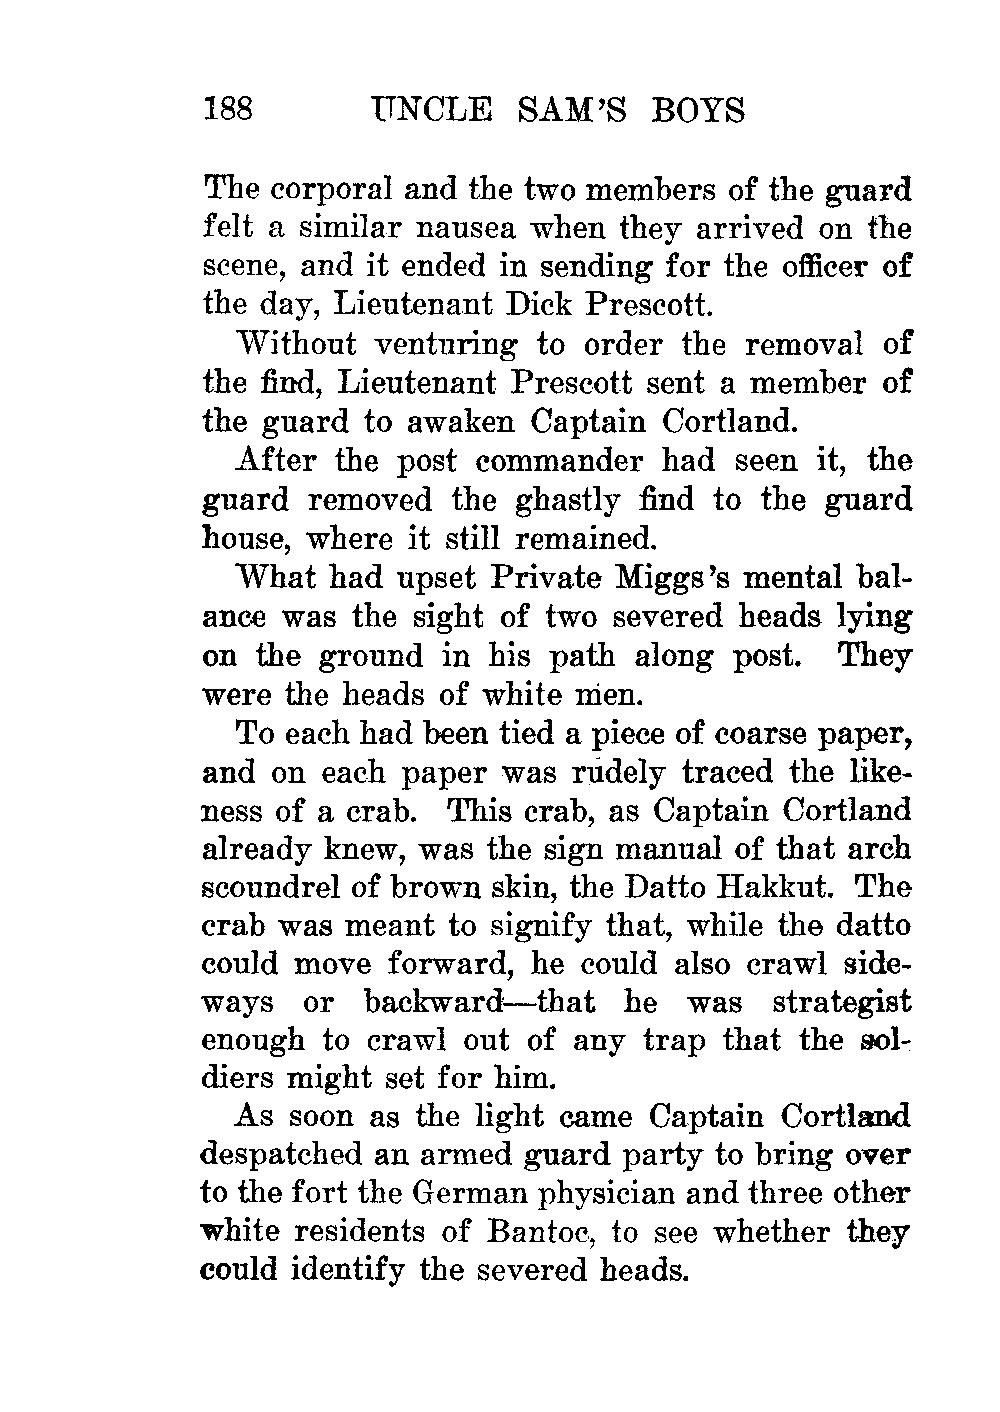 188 UNCLE SAM'S BOYS
The corporal and the two members of the guard
felt a similar nausea when they arrived on the
scene, and it ended in sending for the officer of
the day, Lieutenant Dick Prescott.
Without venturing to order the removal of
the find, Lieutenant Prescott sent a member of
the guard to awaken Captain Cortland.
After the post commander had seen it, the
guard removed the ghastly find to the guard
house, where it still remained.
What had upset Private Miggs's mental bal-
ance was the sight of two severed heads lying
on the ground in his path along post. They
were the heads of white men.
To each had been tied a piece of coarse paper,
and on each paper was rudely traced the like-
ness of a crab. This crab, as Captain Cortland
already knew, was the sign manual of that arch
scoundrel of brown skin, the Datto Hakkut. The
crab was meant to signify that, while the datto
could move forward, he could also crawl side-
ways or backward—that he was strategist
enough to crawl out of any trap that the sol-
diers might set for him.
As soon as the light came Captain Cortland
despatched an armed guard party to bring over
to the fort the German physician and three other
white residents of Bantoc, to see whether they
could identify the severed heads.